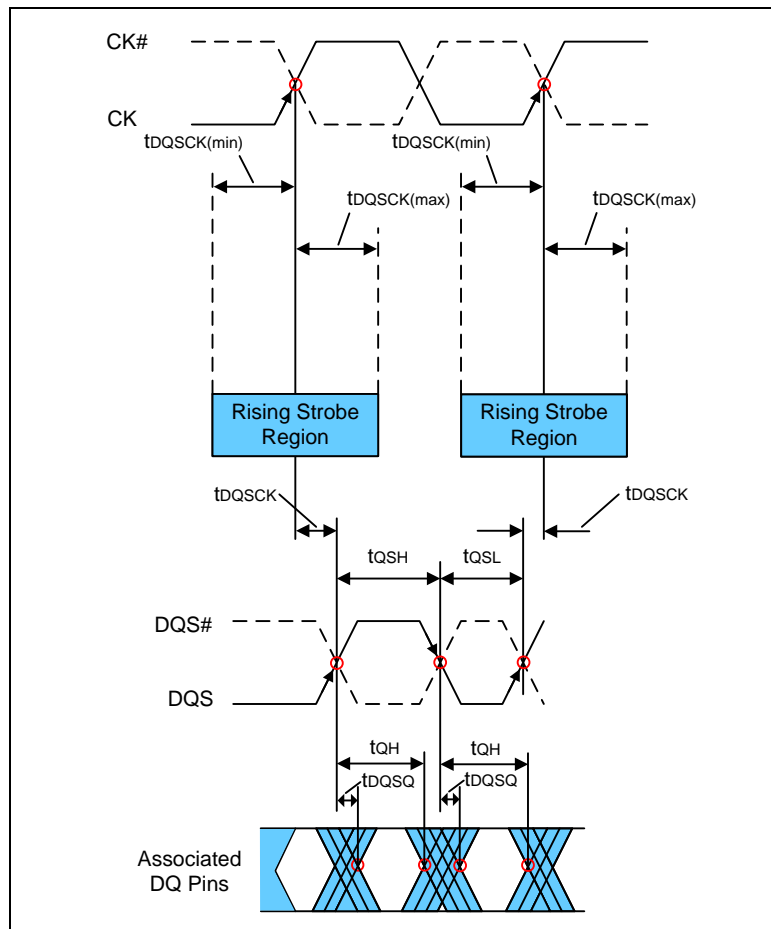 CK#
CK
tDQSCK(min)
tDQSCK(min)
tDQSCK(max)
tDQSCK(max)
Rising Strobe
Region
Rising Strobe
Region
tDQSCK
tDQSCK
tQSH
tQSL
DQS#
DQS
tQH
tQH
tDQSQ
tDQSQ
Associated
DQ Pins